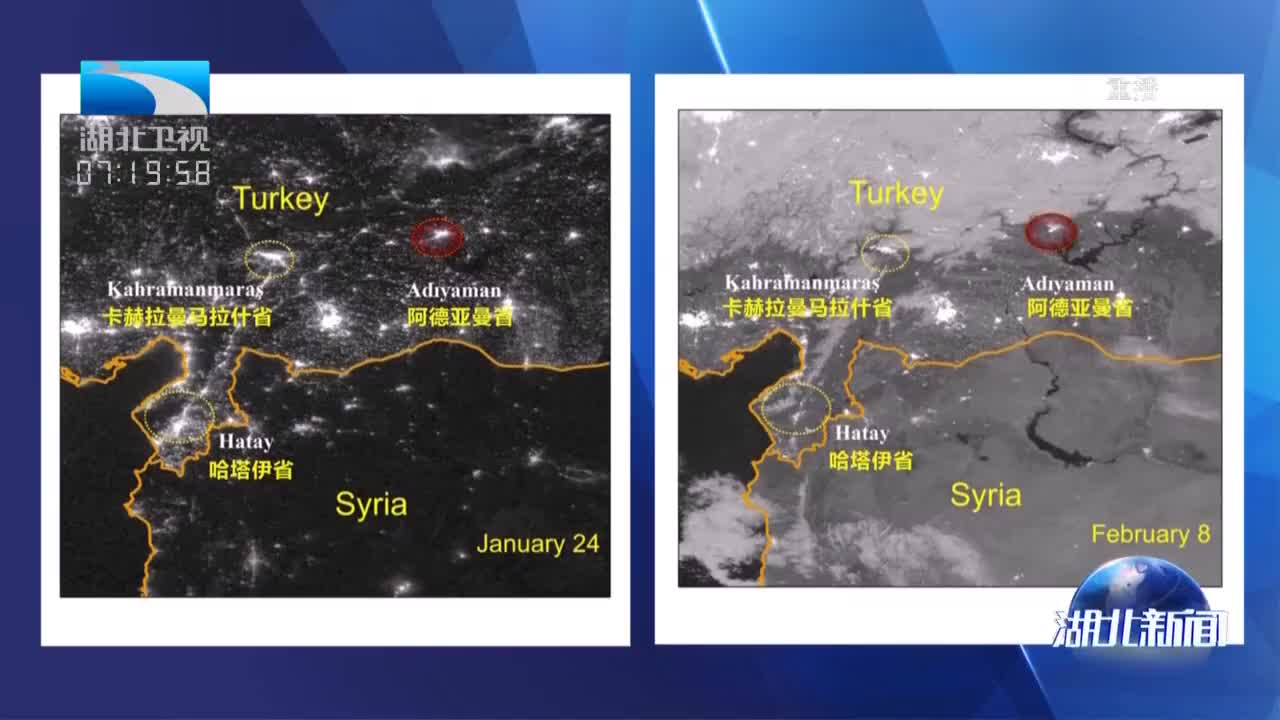 湖北卫视
07:19:58
Turkey
Kahramanmaraş
卡赫拉曼马拉什省
Adıyaman
阿德亚曼省
Hatay
哈塔伊省
Syria
January 24
重播
Turkey
Kahramanmaraş
卡赫拉曼马拉什省
Adıyaman
阿德亚曼省
Hatay
哈塔伊省
Syria
February 8
湖北新闻